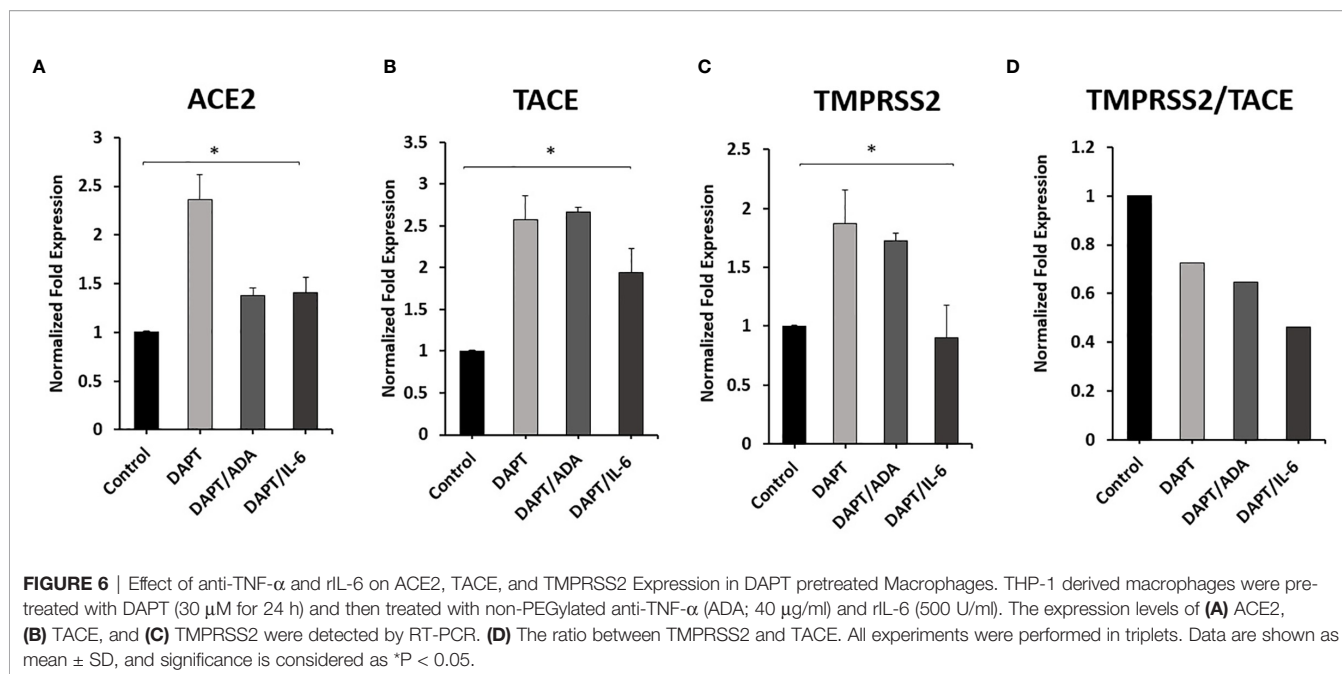 A
ACE2
Normalized Fold Expression
3
2.5
2
1.5
1
0.5
0
*
Control
DAPT
DAPT/ADA
DAPT/IL-6
B
TACE
Normalized Fold Expression
3.5
3
2.5
2
1.5
1
0.5
0
*
Control
DAPT
DAPT/ADA
DAPT/IL-6
C
TMPRSS2
Normalized Fold Expression
2.5
2
1.5
1
0.5
0
*
Control
DAPT
DAPT/ADA
DAPT/IL-6
D
TMPRSS2/TACE
Normalized Fold Expression
1.2
1
0.8
0.6
0.4
0.2
0
Control
DAPT
DAPT/ADA
DAPT/IL-6
FIGURE 6 | Effect of anti-TNF-α and rIL-6 on ACE2, TACE, and TMPRSS2 Expression in DAPT pretreated Macrophages. THP-1 derived macrophages were pre-
treated with DAPT (30 μM for 24 h) and then treated with non-PEGylated anti-TNF-α (ADA; 40 μg/ml) and rIL-6 (500 U/ml). The expression levels of (A) ACE2,
(B) TACE, and (C) TMPRSS2 were detected by RT-PCR. (D) The ratio between TMPRSS2 and TACE. All experiments were performed in triplets. Data are shown as
mean ± SD, and significance is considered as *P < 0.05.